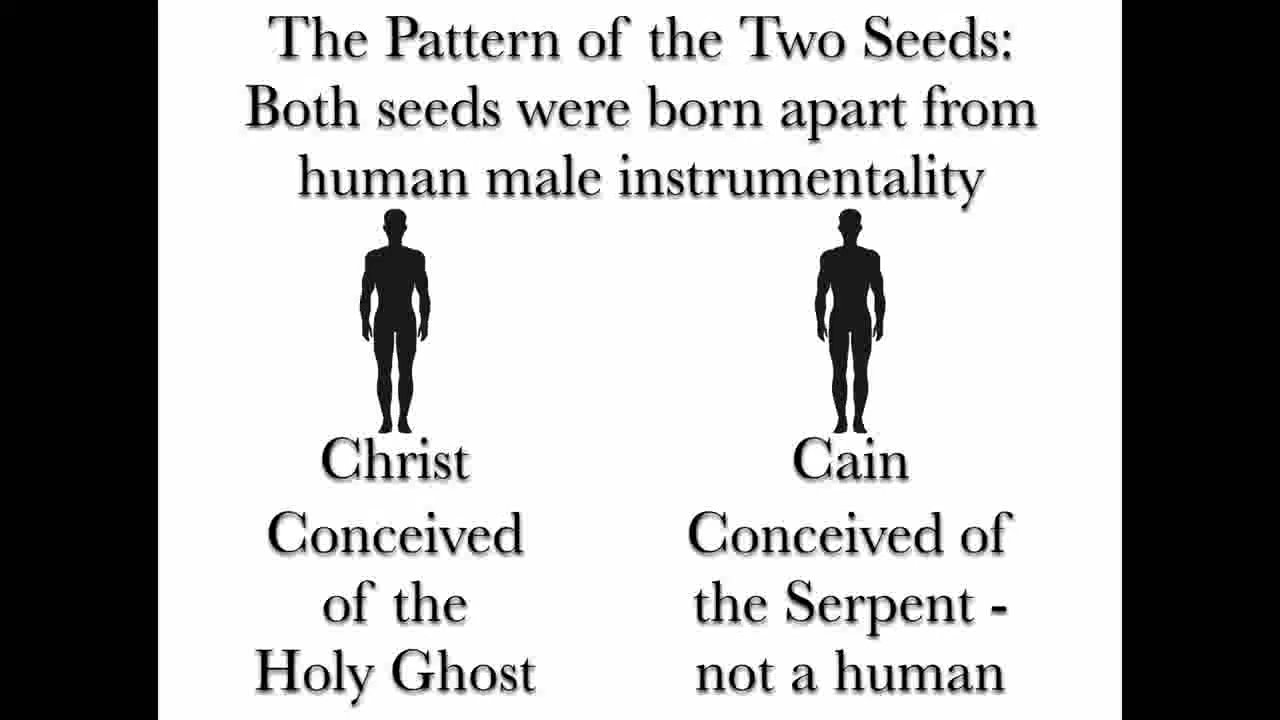 The Pattern of the Two Seeds:
Both seeds were born apart from
human male instrumentality
Christ
Conceived
of the
Holy Ghost
Cain
Conceived of
the Serpent -
not a human